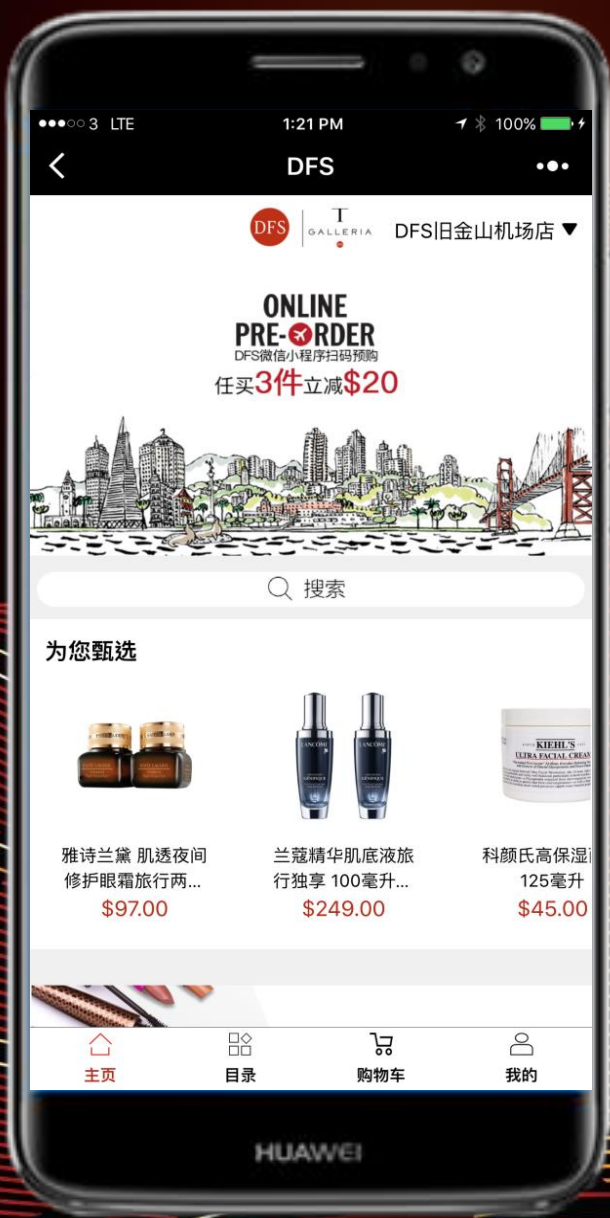 ●●●○○ 3 LTE 1:21 PM 100%
DFS
DFS T GALLERIA DFS旧金山机场店 ▼
ONLINE
PRE-ORDER
DFS微信小程序扫码预购
任买3件立减$20
搜索
为您甄选
LANCOME LANCOME
GÉNIFIQUE GÉNIFIQUE
KIEHL'S
ULTRA FACIAL CREAM
雅诗兰黛 肌透夜间
修护眼霜旅行两...
$97.00
兰蔻精华肌底液旅
行独享 100毫升...
$249.00
科颜氏高保湿
125毫升
$45.00
主页 目录 购物车 我的
HUAWEI